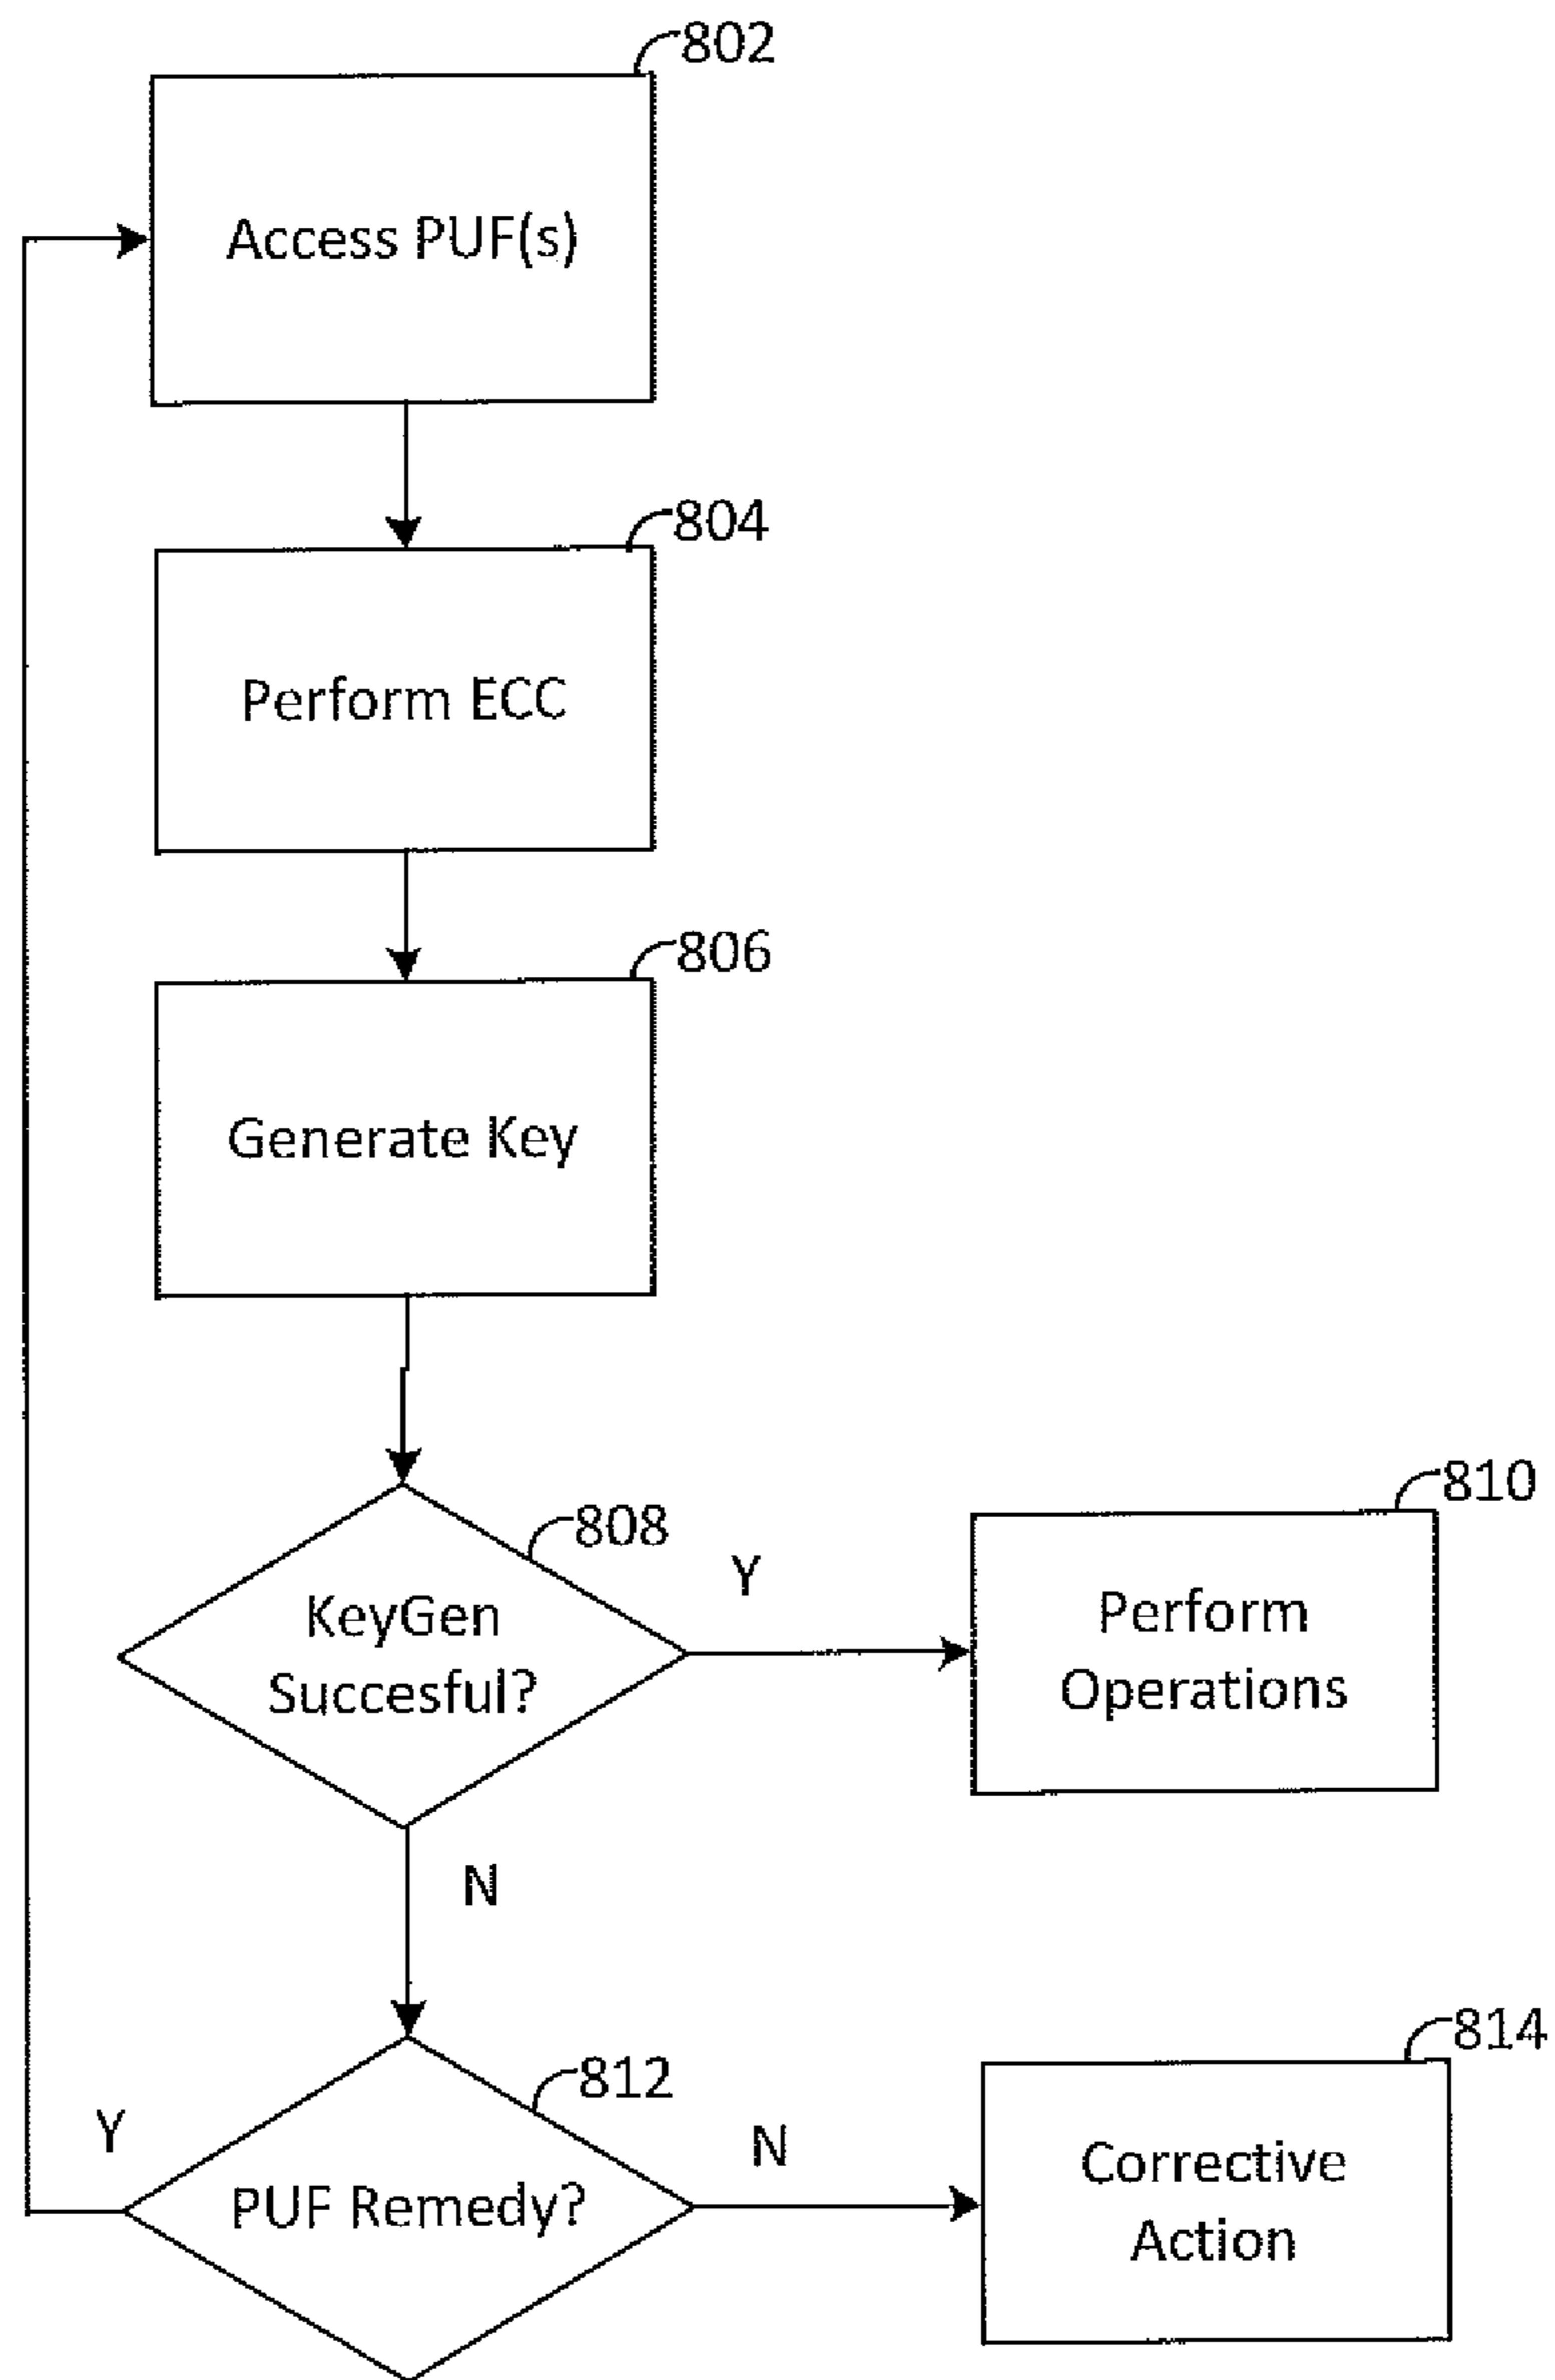 802
Access PUF(s)
804
Perform ECC
806
Generate Key
808
KeyGen
Succesful?
Y
810
Perform
Operations
N
812
PUF Remedy?
Y
N
814
Corrective
Action